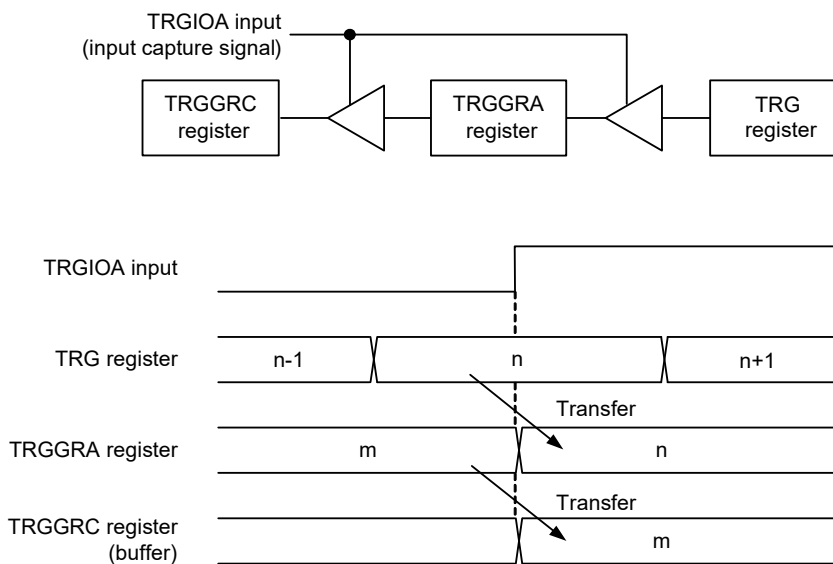 TRGIOA input
(input capture signal)
TRGGRC
register
TRGGRA
register
TRG
register
TRGIOA input
TRG register
n-1
n
n+1
Transfer
TRGGRA register
m
n
Transfer
TRGGRC register
(buffer)
m